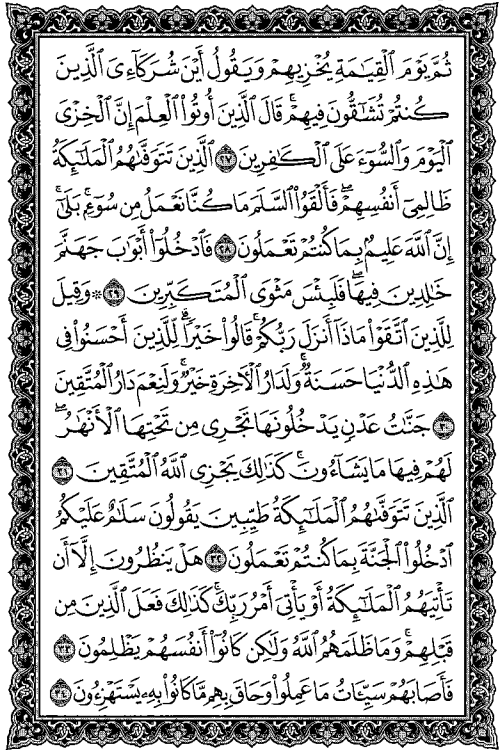 ثُمَّ يَوْمَ ٱلْقِيَٰمَةِ يُخْزِيهِمْ وَيَقُولُ أَيْنَ شُرَكَآءِىَ ٱلَّذِينَ
كُنتُمْ تُشَٰٓقُّونَ فِيهِمْ ۚ قَالَ ٱلَّذِينَ أُوتُوا۟ ٱلْعِلْمَ إِنَّ ٱلْخِزْىَ
ٱلْيَوْمَ وَٱلسُّوٓءَ عَلَى ٱلْكَٰفِرِينَ ٢٧ ٱلَّذِينَ تَتَوَفَّىٰهُمُ ٱلْمَلَٰٓئِكَةُ
ظَالِمِىٓ أَنفُسِهِمْ ۖ فَأَلْقَوُا۟ ٱلسَّلَمَ مَا كُنَّا نَعْمَلُ مِن سُوٓءٍۭ ۚ بَلَىٰٓ
إِنَّ ٱللَّهَ عَلِيمٌۢ بِمَا كُنتُمْ تَعْمَلُونَ ٢٨ فَٱدْخُلُوٓا۟ أَبْوَٰبَ جَهَنَّمَ
خَٰلِدِينَ فِيهَا ۖ فَلَبِئْسَ مَثْوَى ٱلْمُتَكَبِّرِينَ ٢٩ ۞ وَقِيلَ
لِلَّذِينَ ٱتَّقَوْا۟ مَاذَآ أَنزَلَ رَبُّكُمْ ۚ قَالُوا۟ خَيْرًا ۗ لِّلَّذِينَ أَحْسَنُوا۟ فِى
هَٰذِهِ ٱلدُّنْيَا حَسَنَةٌ ۚ وَلَدَارُ ٱلْءَاخِرَةِ خَيْرٌ ۚ وَلَنِعْمَ دَارُ ٱلْمُتَّقِينَ
٣٠ جَنَّٰتُ عَدْنٍ يَدْخُلُونَهَا تَجْرِى مِن تَحْتِهَا ٱلْأَنْهَٰرُ ۖ
لَهُمْ فِيهَا مَا يَشَآءُونَ ۚ كَذَٰلِكَ يَجْزِى ٱللَّهُ ٱلْمُتَّقِينَ ٣١
ٱلَّذِينَ تَتَوَفَّىٰهُمُ ٱلْمَلَٰٓئِكَةُ طَيِّبِينَ يَقُولُونَ سَلَٰمٌ عَلَيْكُمُ
ٱدْخُلُوا۟ ٱلْجَنَّةَ بِمَا كُنتُمْ تَعْمَلُونَ ٣٢ هَلْ يَنظُرُونَ إِلَّآ أَن
تَأْتِيَهُمُ ٱلْمَلَٰٓئِكَةُ أَوْ يَأْتِىَ أَمْرُ رَبِّكَ ۚ كَذَٰلِكَ فَعَلَ ٱلَّذِينَ مِن
قَبْلِهِمْ ۚ وَمَا ظَلَمَهُمُ ٱللَّهُ وَلَٰكِن كَانُوٓا۟ أَنفُسَهُمْ يَظْلِمُونَ ٣٣
فَأَصَابَهُمْ سَيِّـَٔاتُ مَا عَمِلُوا۟ وَحَاقَ بِهِم مَّا كَانُوا۟ بِهِۦ يَسْتَهْزِءُونَ ٣٤